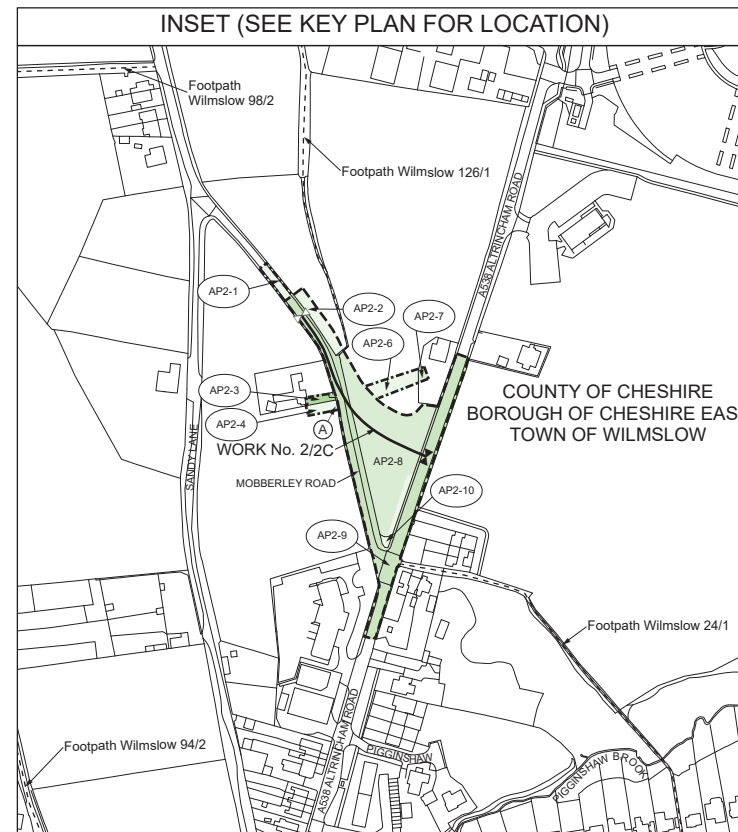 INSET (SEE KEY PLAN FOR LOCATION)
Footpath
Wilmslow 98/2
Footpath Wilmslow 126/1
A538 ALTRINCHAM ROAD
AP2-1
AP2-2
AP2-7
AP2-6
AP2-3
AP2-4
A
WORK No. 2/2C
COUNTY OF CHESHIRE
BOROUGH OF CHESHIRE EAS
TOWN OF WILMSLOW
SANDY LANE
MOBBERLEY ROAD
AP2-8
AP2-10
AP2-9
Footpath Wilmslow 24/1
A538 ALTRINCHAM ROAD
Footpath Wilmslow 94/2
PIGGINSHAW
PIGGINSHAW BROOK